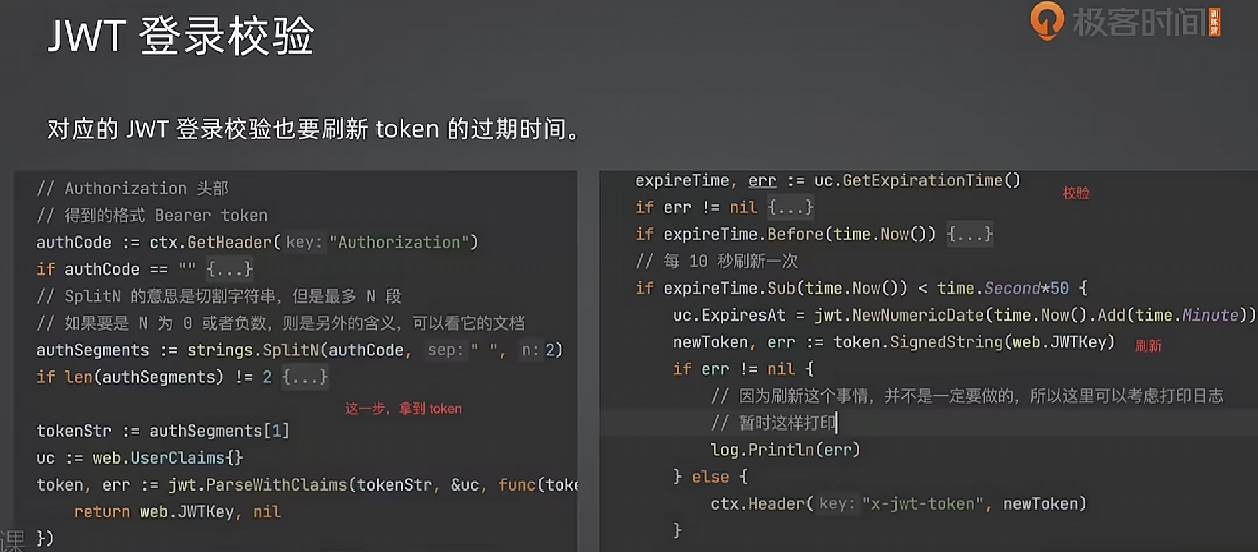 JWT 登录校验
极客时间 训练营
对应的 JWT 登录校验也要刷新 token 的过期时间。
// Authorization 头部
// 得到的格式 Bearer token
authCode := ctx.GetHeader( key: "Authorization")
if authCode == "" {...}
// SplitN 的意思是切割字符串，但是最多 N 段
// 如果要是 N 为 0 或者负数，则是另外的含义，可以看它的文档
authSegments := strings.SplitN(authCode, sep: " ", n: 2)
if len(authSegments) != 2 {...}
这一步，拿到 token
tokenStr := authSegments[1]
uc := web.UserClaims{}
token, err := jwt.ParseWithClaims(tokenStr, &uc, func(toke
return web.JWTKey, nil
})
课
expireTime, err := uc.GetExpirationTime()
校验
if err != nil {...}
if expireTime.Before(time.Now()) {...}
// 每 10 秒刷新一次
if expireTime.Sub(time.Now()) < time.Second*50 {
uc.ExpiresAt = jwt.NewNumericDate(time.Now().Add(time.Minute))
newToken, err := token.SignedString(web.JWTKey)
刷新
if err != nil {
// 因为刷新这个事情，并不是一定要做的，所以这里可以考虑打印日志
// 暂时这样打印
log.Println(err)
} else {
ctx.Header( key: "x-jwt-token", newToken)
}